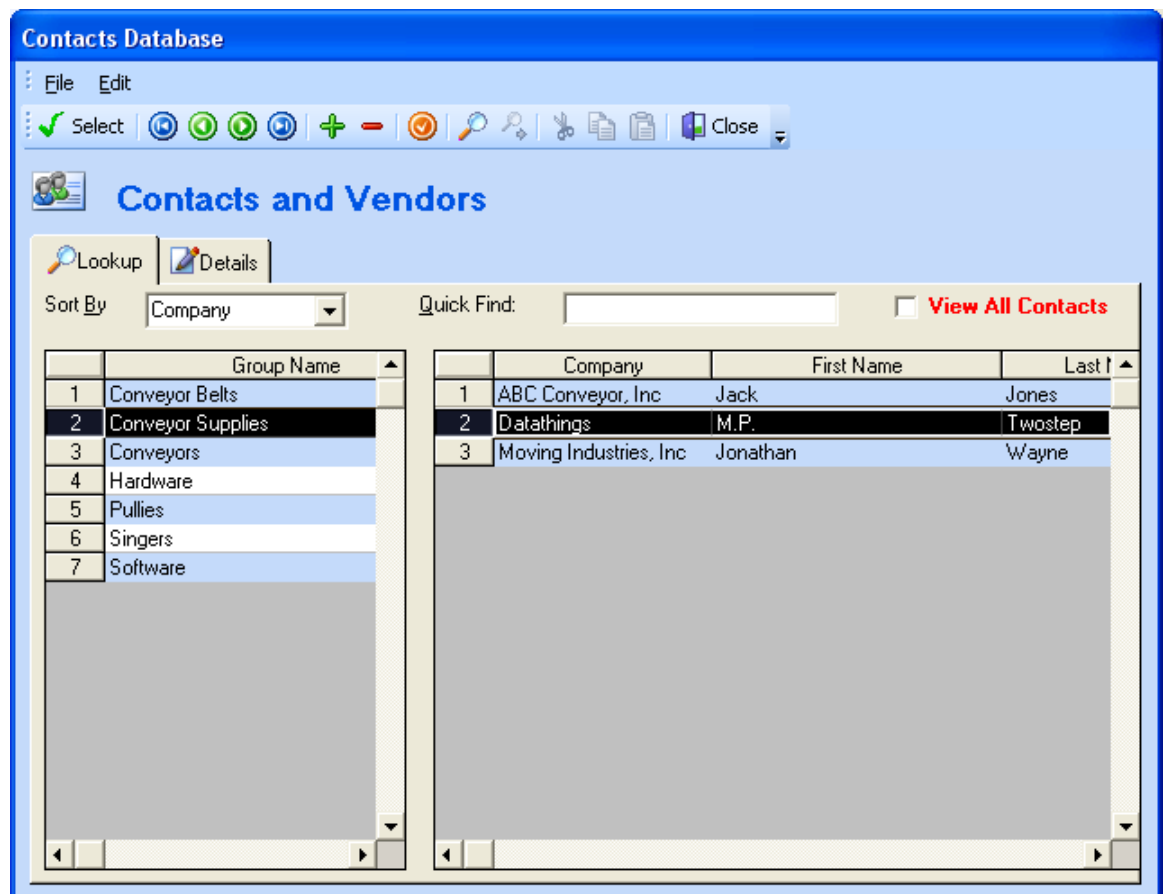 Contacts Database
File Edit
Select Close
Contacts and Vendors
Lookup Details
Sort By Company Quick Find: View All Contacts
Group Name
1 Conveyor Belts
2 Conveyor Supplies
3 Conveyors
4 Hardware
5 Pullies
6 Singers
7 Software
Company First Name Last
1 ABC Conveyor, Inc Jack Jones
2 Datathings M.P. Twostep
3 Moving Industries, Inc Jonathan Wayne